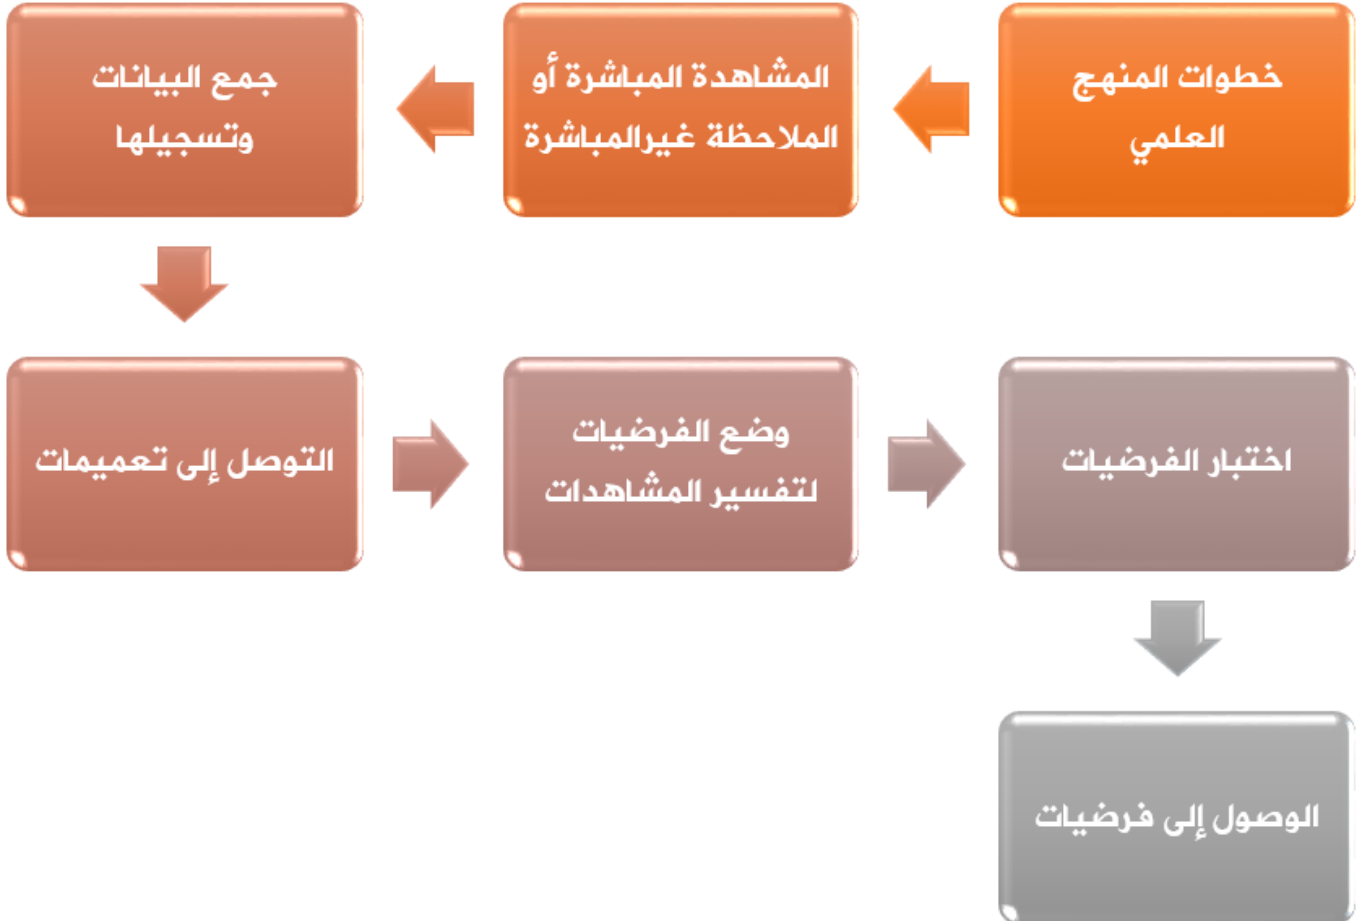 خطوات المنهج
العلمي
المشاهدة المباشرة أو
الملاحظة غيرالمباشرة
جمع البيانات
وتسجيلها
التوصل إلى تعميمات
وضع الفرضيات
لتفسير المشاهدات
اختبار الفرضيات
الوصول إلى فرضيات